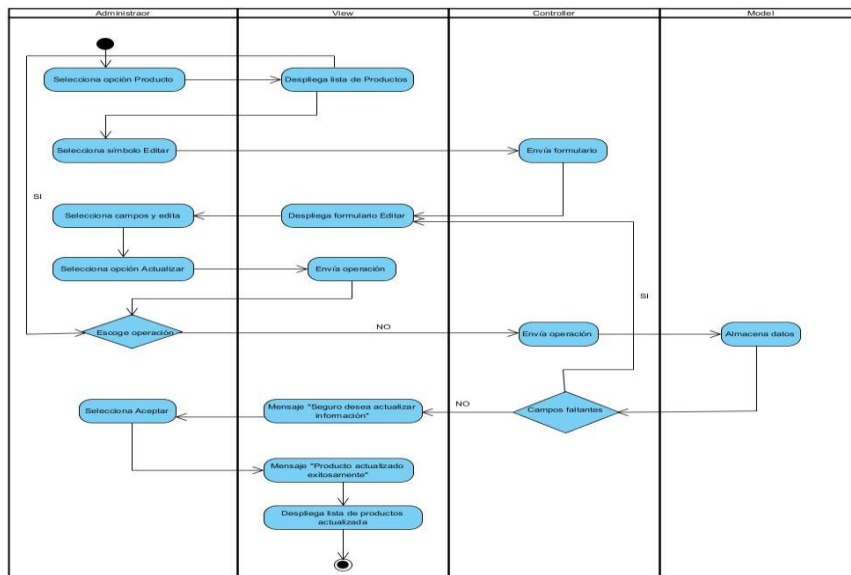 Administraor
View
Controller
Model
Selecciona opción Producto
Despliega lista de Productos
Selecciona símbolo Editar
Envía formulario
SI
Selecciona campos y edita
Despliega formulario Editar
Selecciona opción Actualizar
Envía operación
SI
Escoge operación
NO
Envía operación
Almacena datos
Selecciona Aceptar
Mensaje "Seguro desea actualizar
información"
NO
Campos faltantes
Mensaje "Producto actualizado
exitosamente"
Despliega lista de productos
actualizada